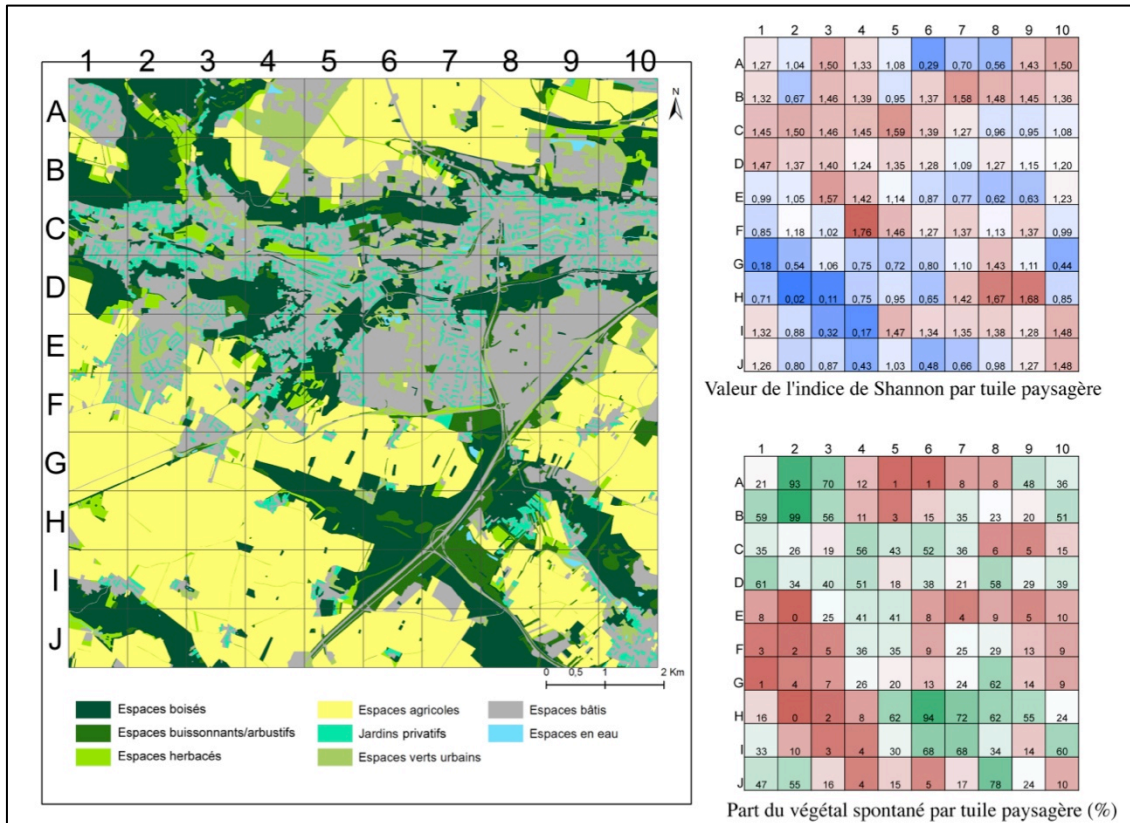 1 2 3 4 5 6 7 8 9 10
A
B
C
D
E
F
G
H
I
J
N
0 0,5 1 2 Km
Espaces boisés
Espaces buissonnants/arbustifs
Espaces herbacés
Espaces agricoles
Jardins privatifs
Espaces verts urbains
Espaces bâtis
Espaces en eau
1 2 3 4 5 6 7 8 9 10
A 1,27 1,04 1,50 1,33 1,08 0,29 0,70 0,56 1,43 1,50
B 1,32 0,67 1,46 1,39 0,95 1,37 1,58 1,48 1,45 1,36
C 1,45 1,50 1,46 1,45 1,59 1,39 1,27 0,96 0,95 1,08
D 1,47 1,37 1,40 1,24 1,35 1,28 1,09 1,27 1,15 1,20
E 0,99 1,05 1,57 1,42 1,14 0,87 0,77 0,62 0,63 1,23
F 0,85 1,18 1,02 1,76 1,46 1,27 1,37 1,13 1,37 0,99
G 0,18 0,54 1,06 0,75 0,72 0,80 1,10 1,43 1,11 0,44
H 0,71 0,02 0,11 0,75 0,95 0,65 1,42 1,67 1,68 0,85
I 1,32 0,88 0,32 0,17 1,47 1,34 1,35 1,38 1,28 1,48
J 1,26 0,80 0,87 0,43 1,03 0,48 0,66 0,98 1,27 1,48
Valeur de l'indice de Shannon par tuile paysagère
1 2 3 4 5 6 7 8 9 10
A 21 93 70 12 1 1 8 8 48 36
B 59 99 56 11 3 15 35 23 20 51
C 35 26 19 56 43 52 36 6 5 15
D 61 34 40 51 18 38 21 58 29 39
E 8 0 25 41 41 8 4 9 5 10
F 3 2 5 36 35 9 25 29 13 9
G 1 4 7 26 20 13 24 62 14 9
H 16 0 2 8 62 94 72 62 55 24
I 33 10 3 4 30 68 68 34 14 60
J 47 55 16 4 15 5 17 78 24 10
Part du végétal spontané par tuile paysagère (%)